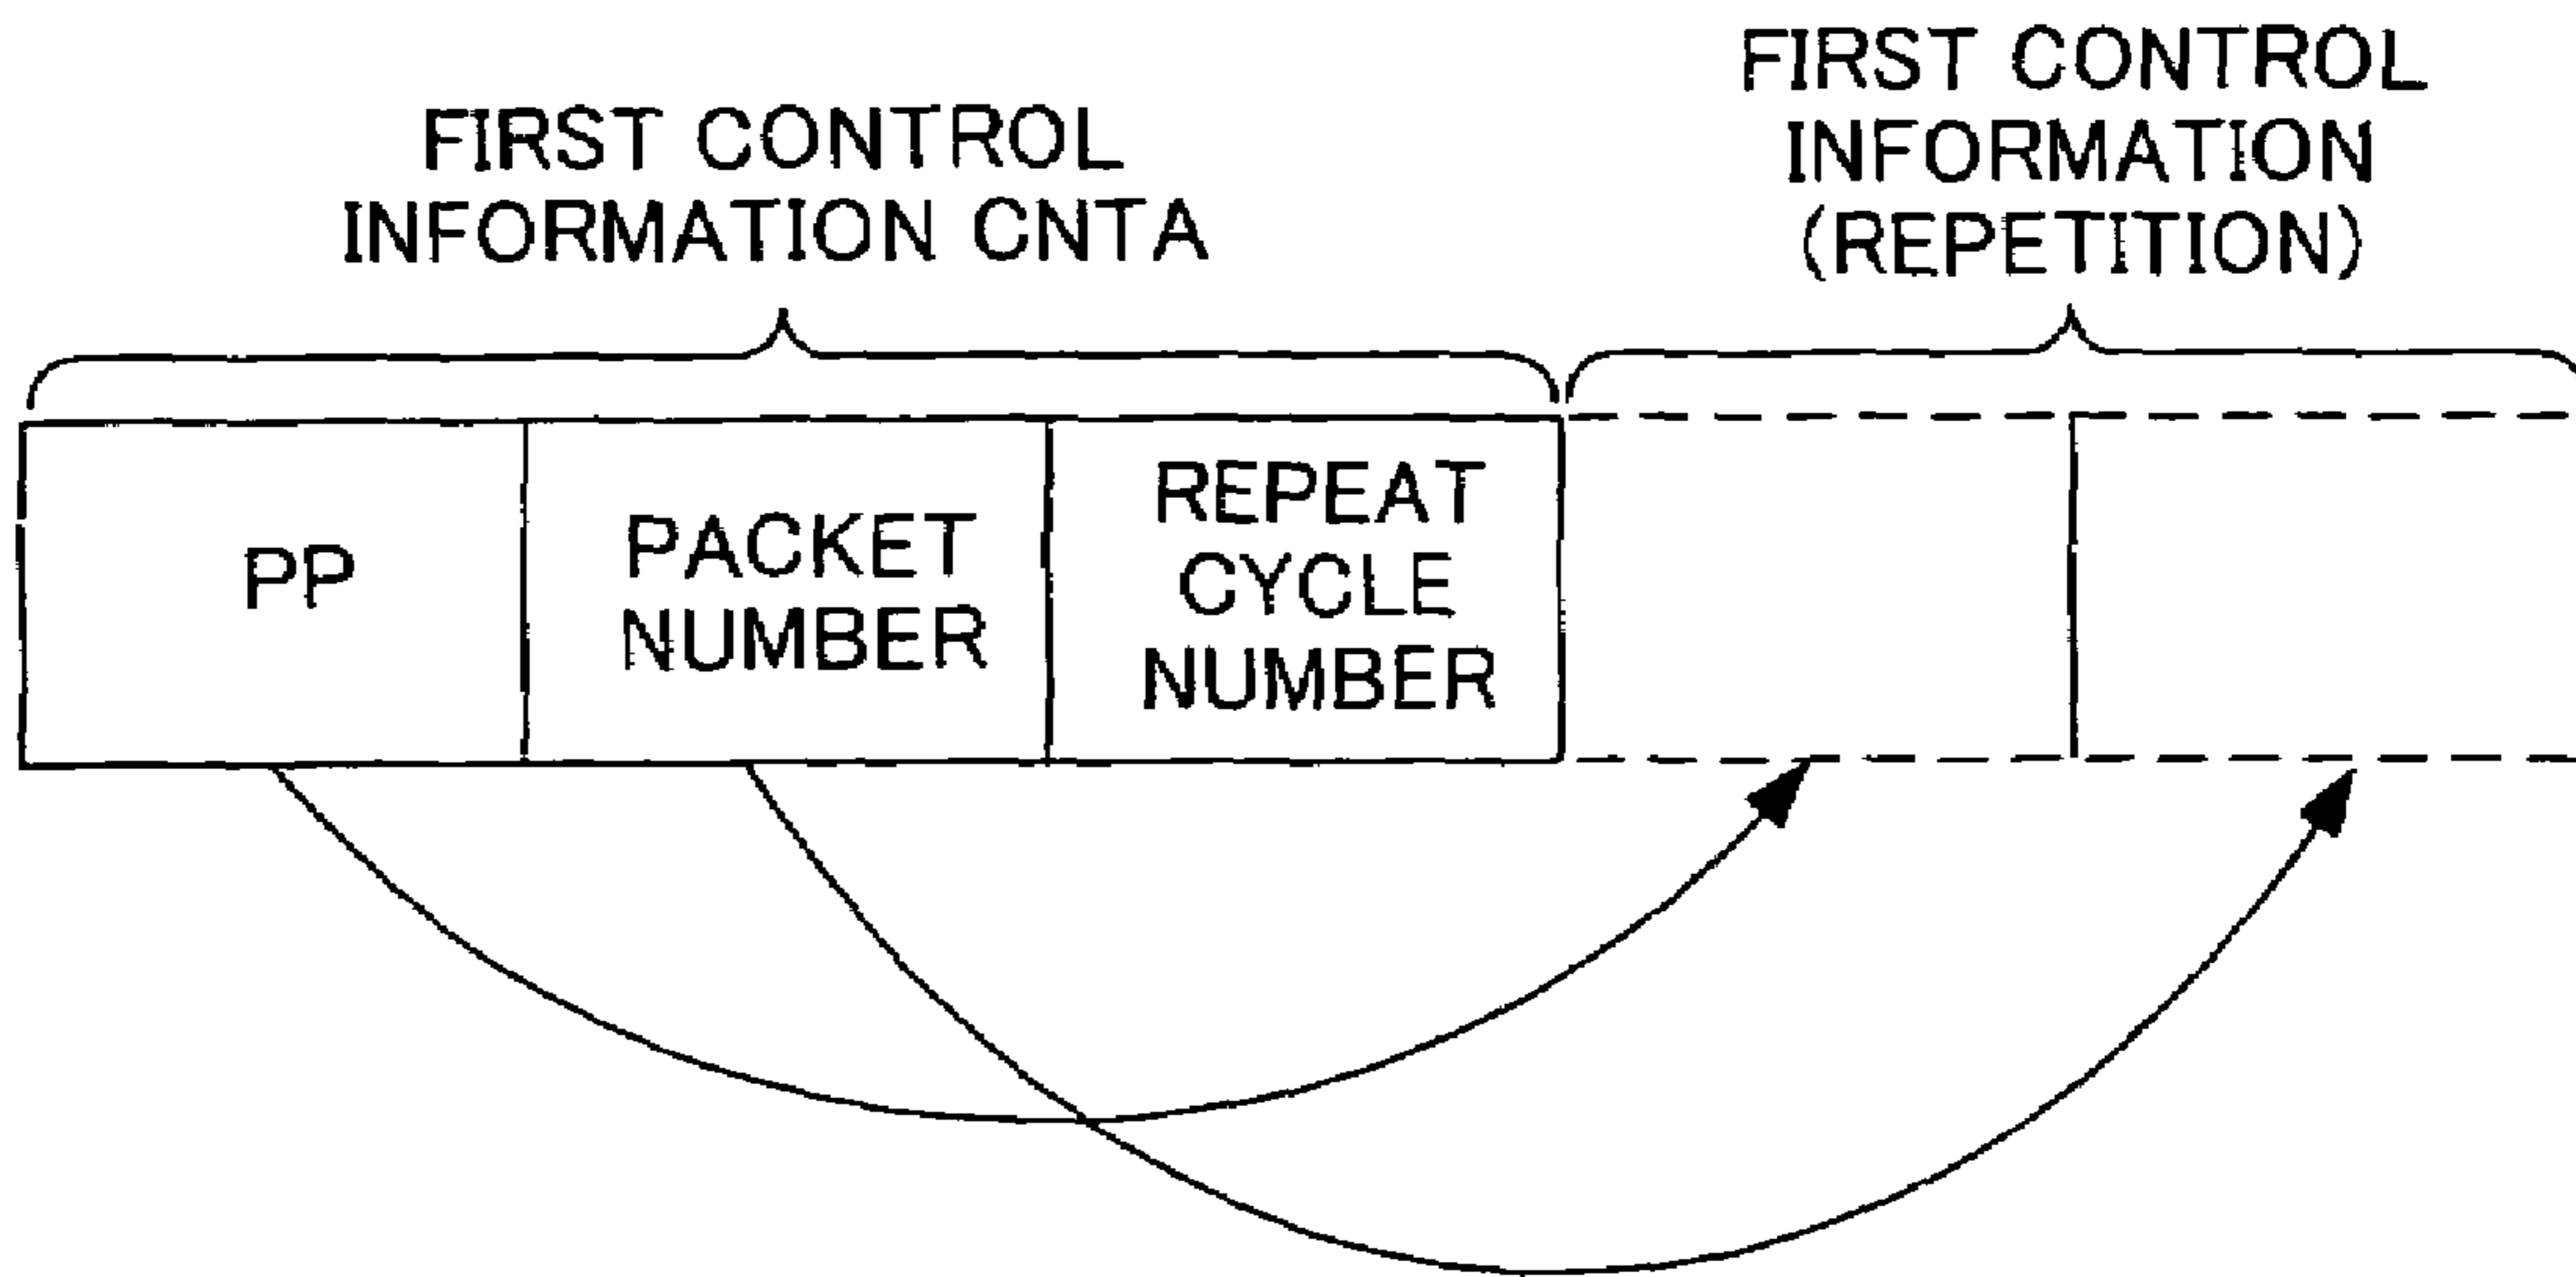 FIRST CONTROL
INFORMATION CNTA
FIRST CONTROL
INFORMATION
(REPETITION)
PP
PACKET
NUMBER
REPEAT
CYCLE
NUMBER